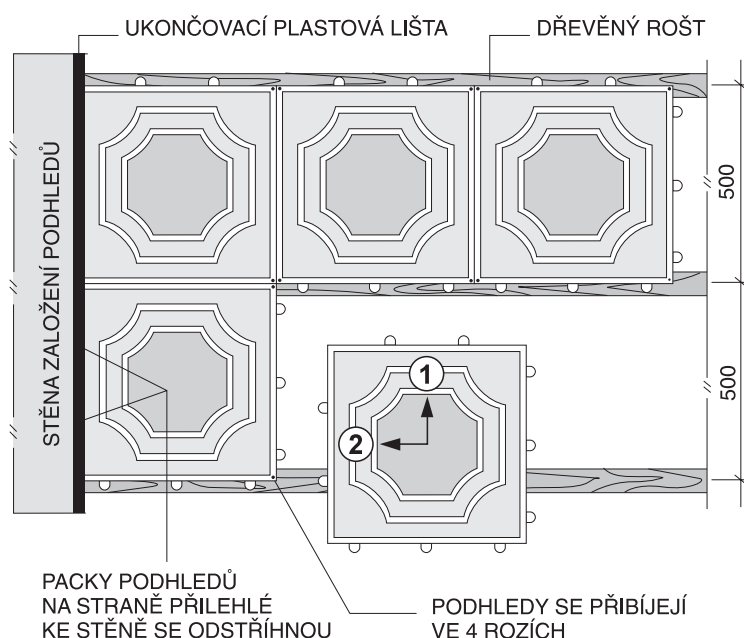 UKONČOVACÍ PLASTOVÁ LIŠTA
DŘEVĚNÝ ROŠT
STĚNA ZALOŽENÍ PODHLEDŮ
500
500
1
2
PACKY PODHLEDŮ
NA STRANĚ PŘILEHLÉ
KE STĚNĚ SE ODSTŘÍHNOU
PODHLEDY SE PŘIBÍJEJÍ
VE 4 ROZÍCH